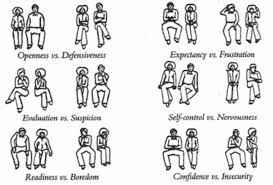 Openness vs. Defensiveness
Expectancy vs. Frustration
Evaluation vs. Suspicion
Self-control vs. Nervousness
Readiness vs. Boredom
Confidence vs. Insecurity